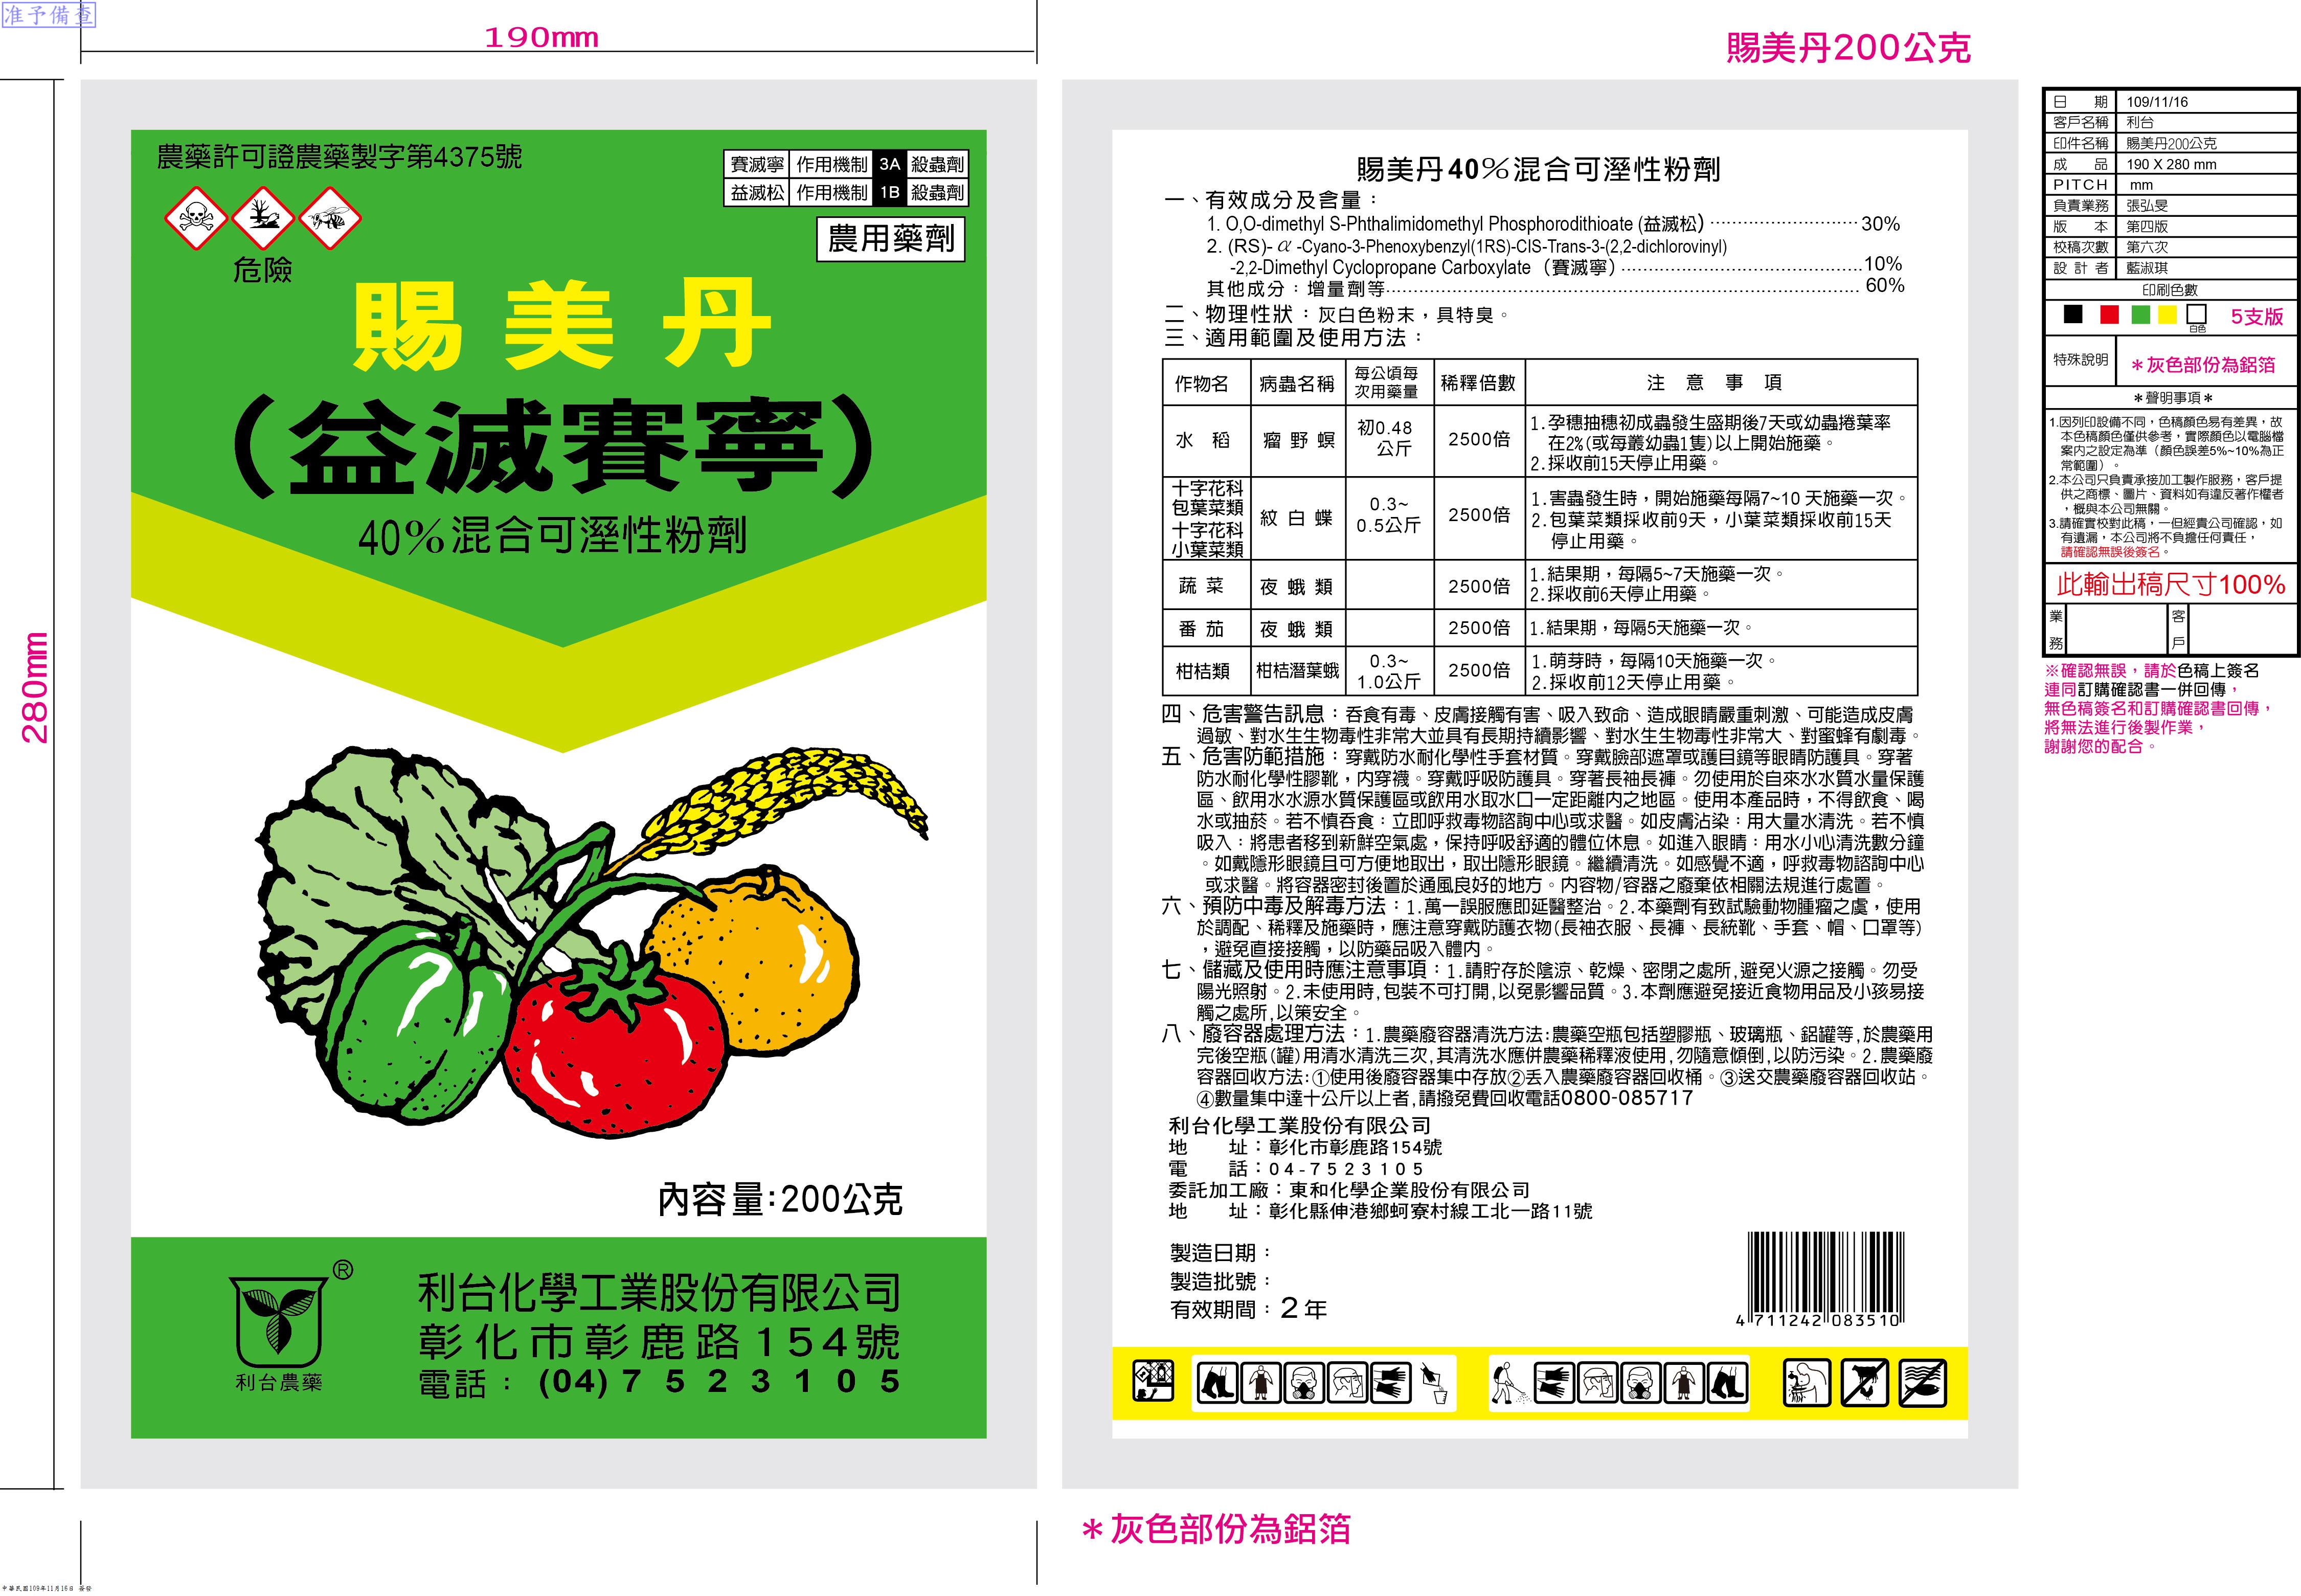 准予備查
190mm
賜美丹200公克
280mm
農藥許可證農藥製字第4375號
賽滅寧 作用機制 3A 殺蟲劑
益滅松 作用機制 1B 殺蟲劑
農用藥劑
危險
賜美丹
(益滅賽寧)
40%混合可溼性粉劑
內容量:200公克
®
利台農藥
利台化學工業股份有限公司
彰化市彰鹿路154號
電話：(04)7523105
賜美丹40%混合可溼性粉劑
一、有效成分及含量：
1. O,O-dimethyl S-Phthalimidomethyl Phosphorodithioate (益滅松) ························· 30%
2. (RS)-α-Cyano-3-Phenoxybenzyl(1RS)-CIS-Trans-3-(2,2-dichlorovinyl)
-2,2-Dimethyl Cyclopropane Carboxylate（賽滅寧）········································10%
其他成分：增量劑等··············································································· 60%
二、物理性狀：灰白色粉末，具特臭。
三、適用範圍及使用方法：
作物名 病蟲名稱 每公頃每次用藥量 稀釋倍數 注意事項
水稻 瘤野螟 初0.48公斤 2500倍 1.孕穗抽穗初成蟲發生盛期後7天或幼蟲捲葉率
在2%(或每叢幼蟲1隻)以上開始施藥。
2.採收前15天停止用藥。
十字花科
包葉菜類
十字花科
小葉菜類
紋白蝶 0.3~0.5公斤 2500倍 1.害蟲發生時，開始施藥每隔7~10 天施藥一次。
2.包葉菜類採收前9天，小葉菜類採收前15天
停止用藥。
蔬菜 夜蛾類 2500倍 1.結果期，每隔5~7天施藥一次。
2.採收前6天停止用藥。
番茄 夜蛾類 2500倍 1.結果期，每隔5天施藥一次。
柑桔類 柑桔潛葉蛾 0.3~1.0公斤 2500倍 1.萌芽時，每隔10天施藥一次。
2.採收前12天停止用藥。
四、危害警告訊息：吞食有毒、皮膚接觸有害、吸入致命、造成眼睛嚴重刺激、可能造成皮膚
過敏、對水生生物毒性非常大並具有長期持續影響、對水生生物毒性非常大、對蜜蜂有劇毒。
五、危害防範措施：穿戴防水耐化學性手套材質。穿戴臉部遮罩或護目鏡等眼睛防護具。穿著
防水耐化學性膠靴，內穿襪。穿戴呼吸防護具。穿著長袖長褲。勿使用於自來水水質水量保護
區、飲用水水源水質保護區或飲用水取水口一定距離內之地區。使用本產品時，不得飲食、喝
水或抽菸。若不慎吞食：立即呼救毒物諮詢中心或求醫。如皮膚沾染：用大量水清洗。若不慎
吸入：將患者移到新鮮空氣處，保持呼吸舒適的體位休息。如進入眼睛：用水小心清洗數分鐘
。如戴隱形眼鏡且可方便地取出，取出隱形眼鏡。繼續清洗。如感覺不適，呼救毒物諮詢中心
或求醫。將容器密封後置於通風良好的地方。內容物/容器之廢棄依相關法規進行處置。
六、預防中毒及解毒方法：1.萬一誤服應即延醫整治。2.本藥劑有致試驗動物腫瘤之虞，使用
於調配、稀釋及施藥時，應注意穿戴防護衣物(長袖衣服、長褲、長統靴、手套、帽、口罩等)
，避免直接接觸，以防藥品吸入體內。
七、儲藏及使用時應注意事項：1.請貯存於陰涼、乾燥、密閉之處所,避免火源之接觸。勿受
陽光照射。2.未使用時,包裝不可打開,以免影響品質。3.本劑應避免接近食物用品及小孩易接
觸之處所,以策安全。
八、廢容器處理方法：1.農藥廢容器清洗方法:農藥空瓶包括塑膠瓶、玻璃瓶、鋁罐等,於農藥用
完後空瓶(罐)用清水清洗三次,其清洗水應併農藥稀釋液使用,勿隨意傾倒,以防污染。2.農藥廢
容器回收方法:①使用後廢容器集中存放②丟入農藥廢容器回收桶。③送交農藥廢容器回收站。
④數量集中達十公斤以上者,請撥免費回收電話0800-085717
利台化學工業股份有限公司
地　　址：彰化市彰鹿路154號
電　　話：04-7523105
委託加工廠：東和化學企業股份有限公司
地　　址：彰化縣伸港鄉蚵寮村線工北一路11號
製造日期：
製造批號：
有效期間：2年
4 711242 083510
＊灰色部份為鋁箔
日　期 109/11/16
客戶名稱 利台
印件名稱 賜美丹200公克
成　品 190 X 280 mm
PITCH mm
負責業務 張弘旻
版　本 第四版
校稿次數 第六次
設計者 藍淑琪
印刷色數
白色 5支版
特殊說明 ＊灰色部份為鋁箔
＊聲明事項＊
1.因列印設備不同，色稿顏色易有差異，故
本色稿顏色僅供參考，實際顏色以電腦檔
案內之設定為準（顏色誤差5%~10%為正
常範圍）。
2.本公司只負責承接加工製作服務，客戶提
供之商標、圖片、資料如有違反著作權者
，概與本公司無關。
3.請確實校對此稿，一但經貴公司確認，如
有遺漏，本公司將不負擔任何責任，
請確認無誤後簽名。
此輸出稿尺寸100%
業務 客戶
※確認無誤，請於色稿上簽名
連同訂購確認書一併回傳，
無色稿簽名和訂購確認書回傳，
將無法進行後製作業，
謝謝您的配合。
中華民國109年11月16日 簽發